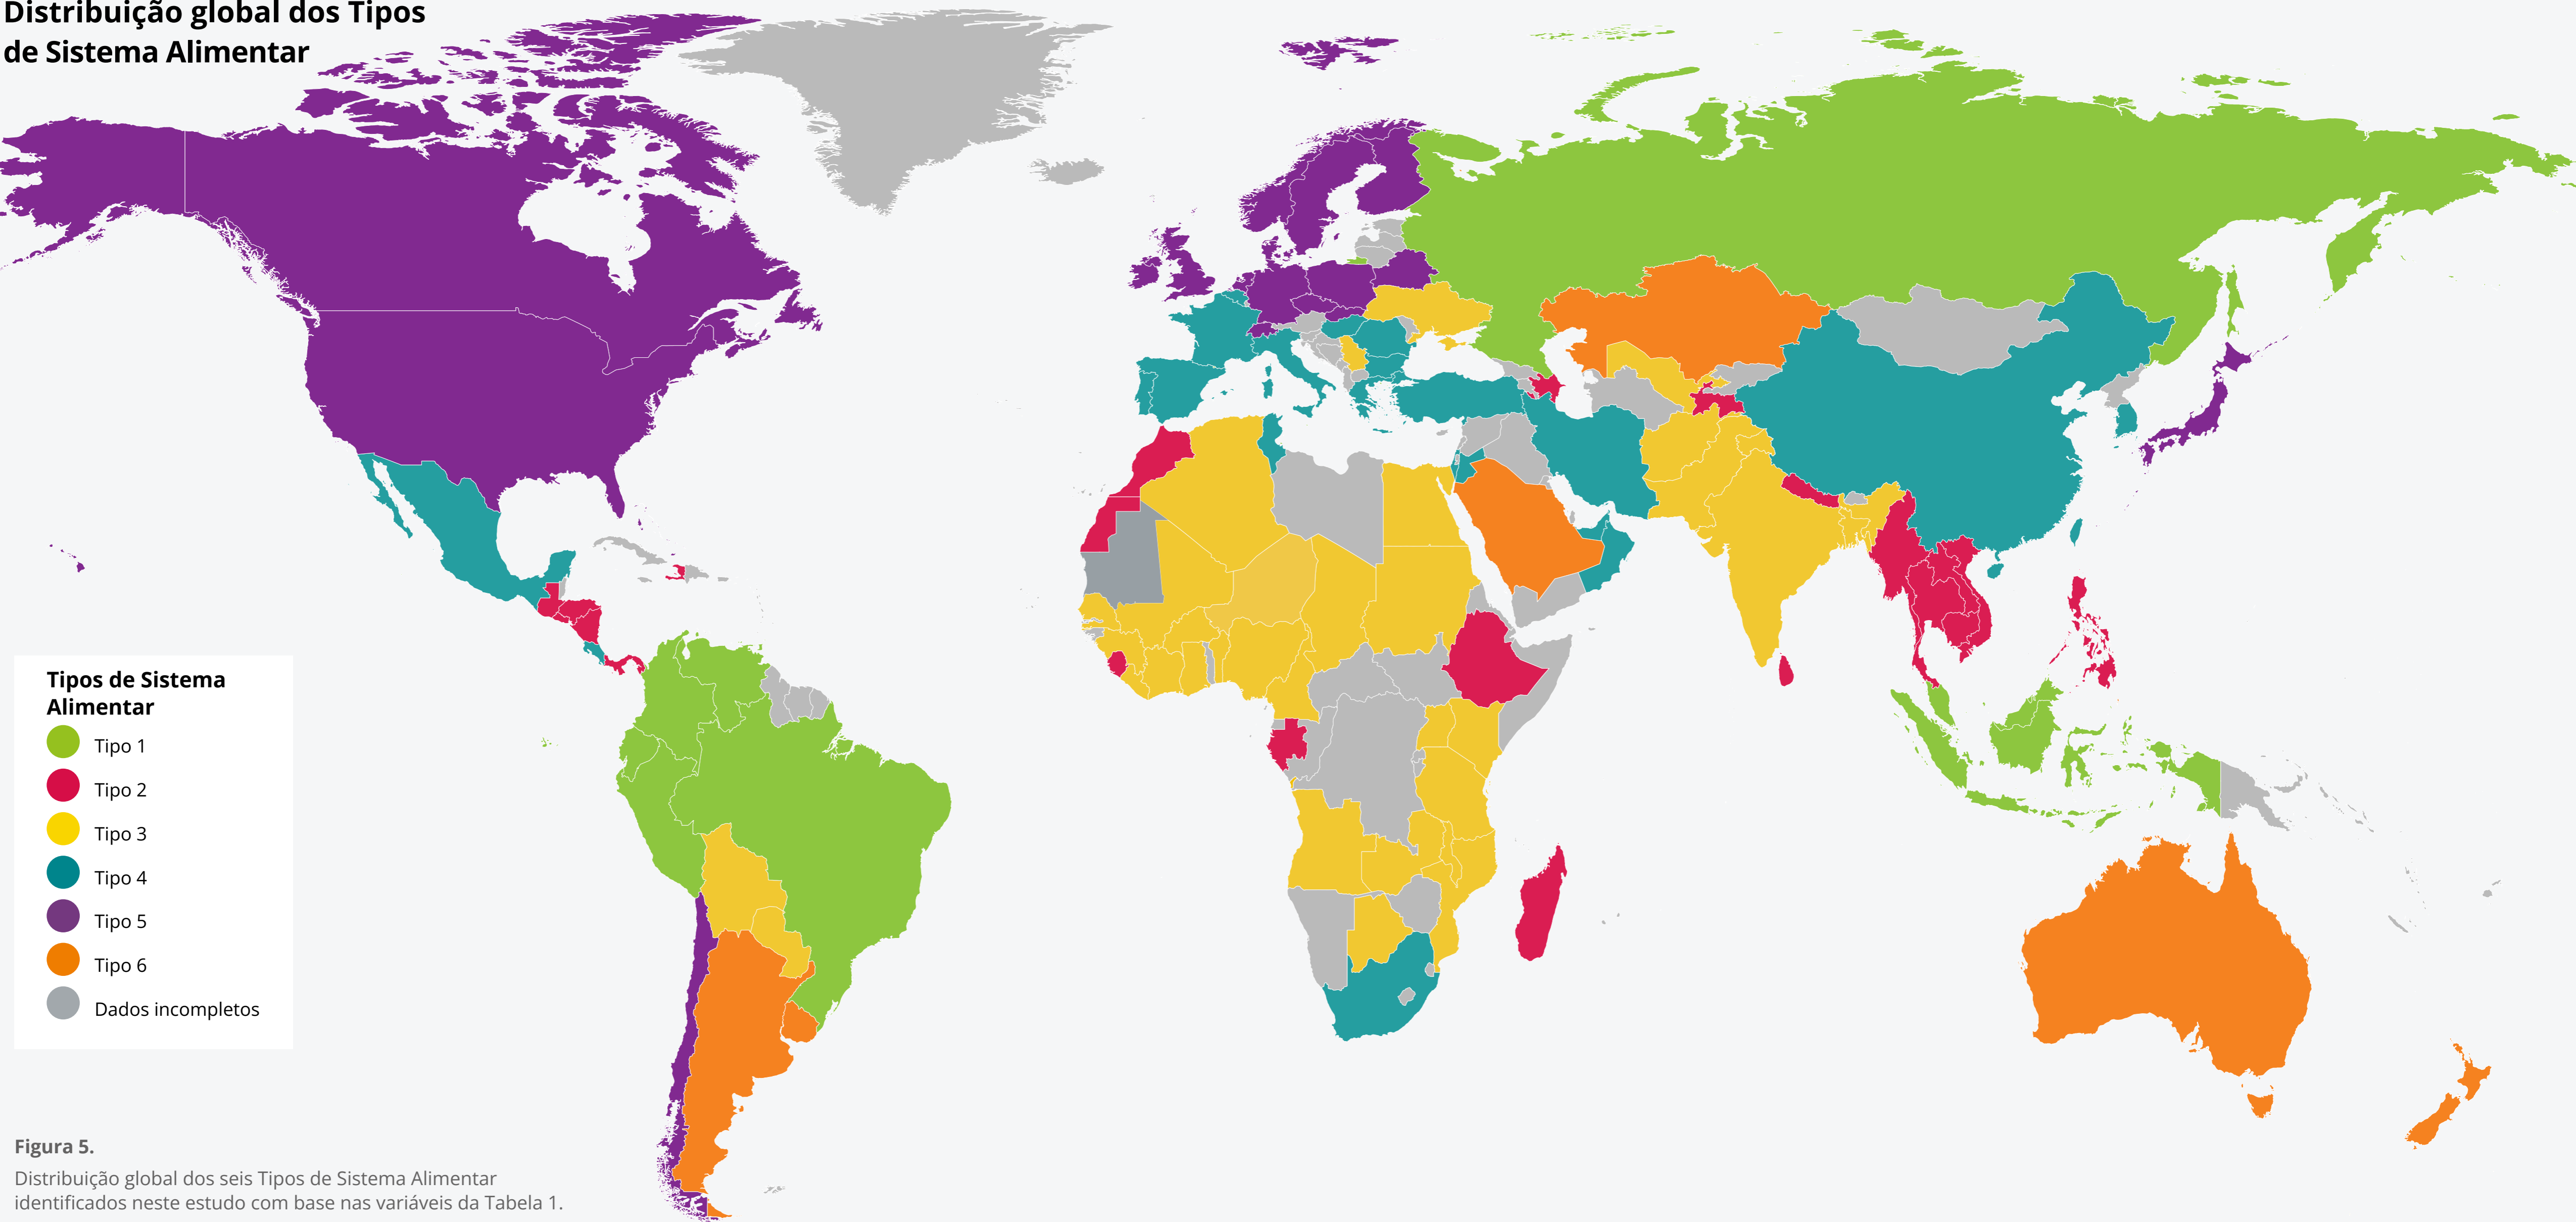 Distribuição global dos Tipos
de Sistema Alimentar
Tipos de Sistema
Alimentar
Tipo 1
Tipo 2
Tipo 3
Tipo 4
Tipo 5
Tipo 6
Dados incompletos
Figura 5.
Distribuição global dos seis Tipos de Sistema Alimentar
identificados neste estudo com base nas variáveis da Tabela 1.